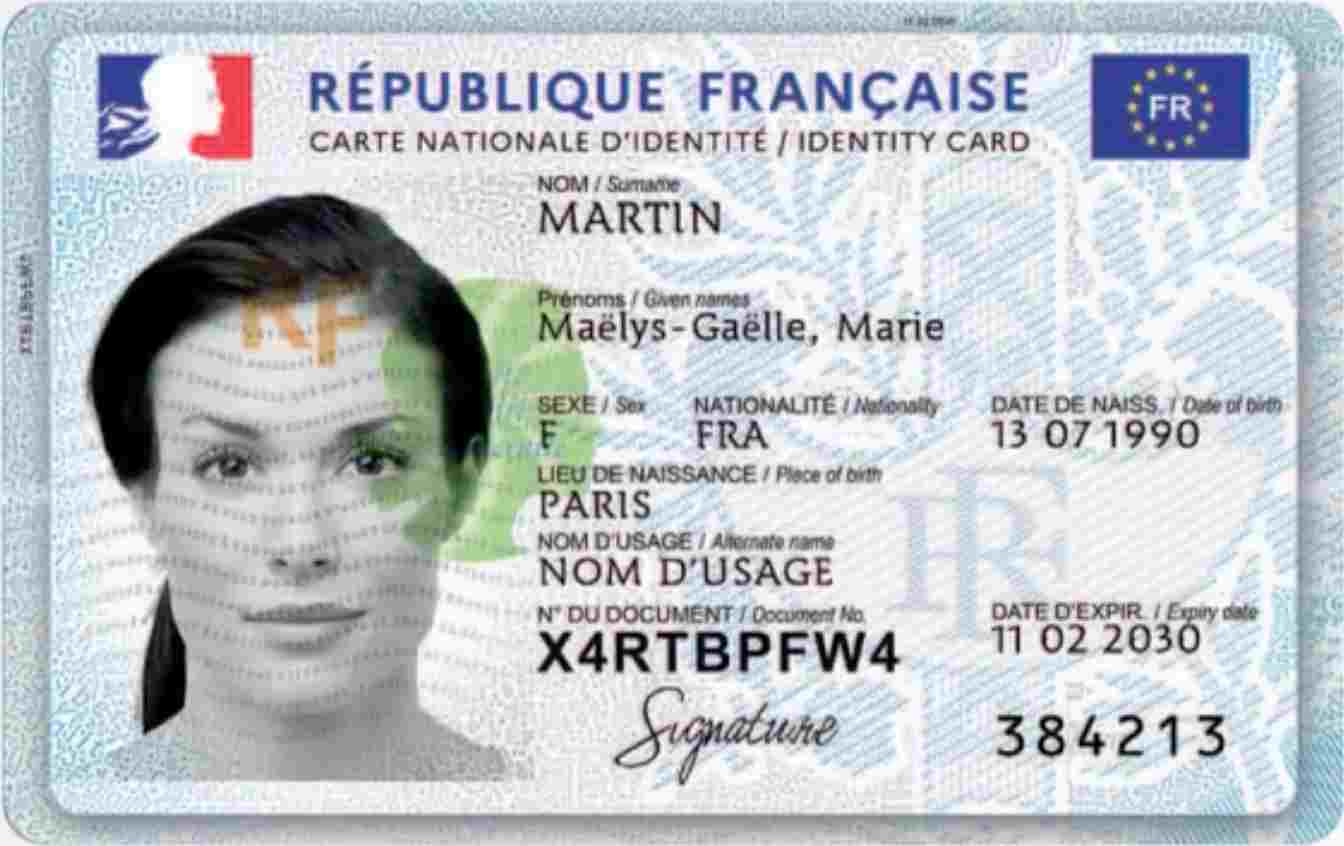 RÉPUBLIQUE FRANÇAISE
FR
CARTE NATIONALE D'IDENTITÉ / IDENTITY CARD
NOM / Surname
MARTIN
Prénoms / Given names
Maëlys-Gaëlle, Marie
SEXE / Sex NATIONALITÉ / Nationality DATE DE NAISS. / Date of birth
F FRA 13 07 1990
LIEU DE NAISSANCE / Place of birth
PARIS
NOM D'USAGE / Alternate name
NOM D'USAGE
N° DU DOCUMENT / Document No. DATE D'EXPIR. / Expiry date
X4RTBPFW4 11 02 2030
Signature 384213
RF
RF